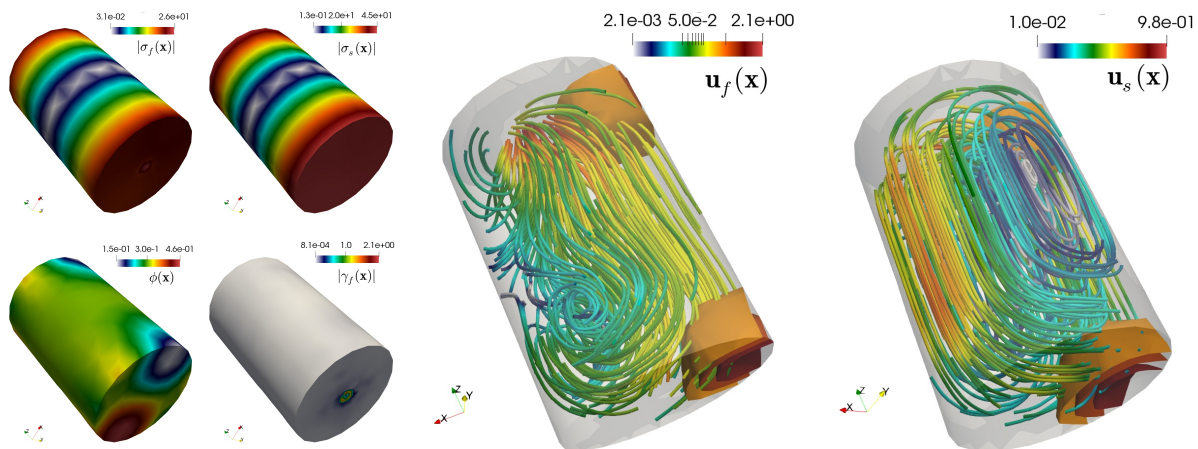 3.1e-02 2.6e+01
|σ_f(𝐱)|
1.3e-01 2.0e+1 4.5e+01
|σ_s(𝐱)|
1.5e-01 3.0e-1 4.6e-01
ϕ(𝐱)
8.1e-04 1.0 2.1e+00
|γ_f(𝐱)|
2.1e-03 5.0e-2 2.1e+00
𝐮_f(𝐱)
Z
Y
X
1.0e-02 9.8e-01
𝐮_s(𝐱)
Z
Y
X